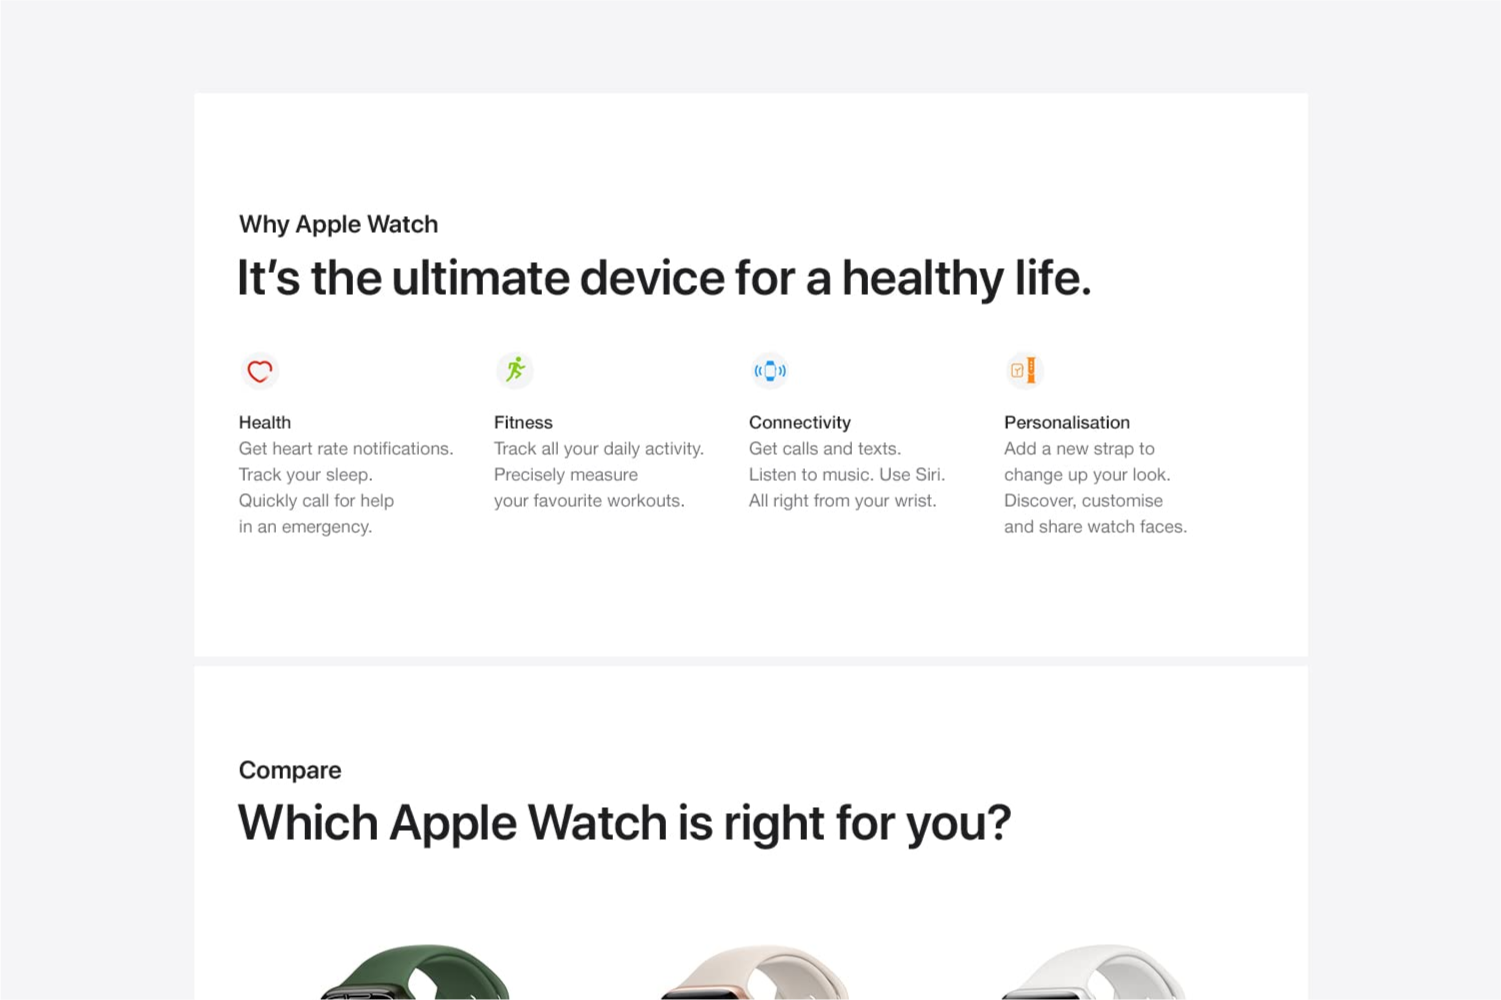 Why Apple Watch
It’s the ultimate device for a healthy life.
Health
Get heart rate notifications.
Track your sleep.
Quickly call for help
in an emergency.
Fitness
Track all your daily activity.
Precisely measure
your favourite workouts.
Connectivity
Get calls and texts.
Listen to music. Use Siri.
All right from your wrist.
Personalisation
Add a new strap to
change up your look.
Discover, customise
and share watch faces.
Compare
Which Apple Watch is right for you?